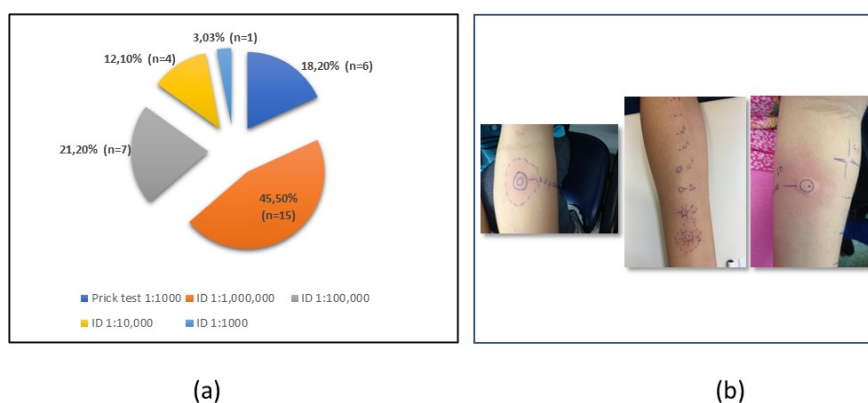 3,03% (n=1)
12,10% (n=4)
18,20% (n=6)
21,20% (n=7)
45,50%
(n=15)
Prick test 1:1000 ID 1:1,000,000 ID 1:100,000
ID 1:10,000 ID 1:1000
(a)
(b)